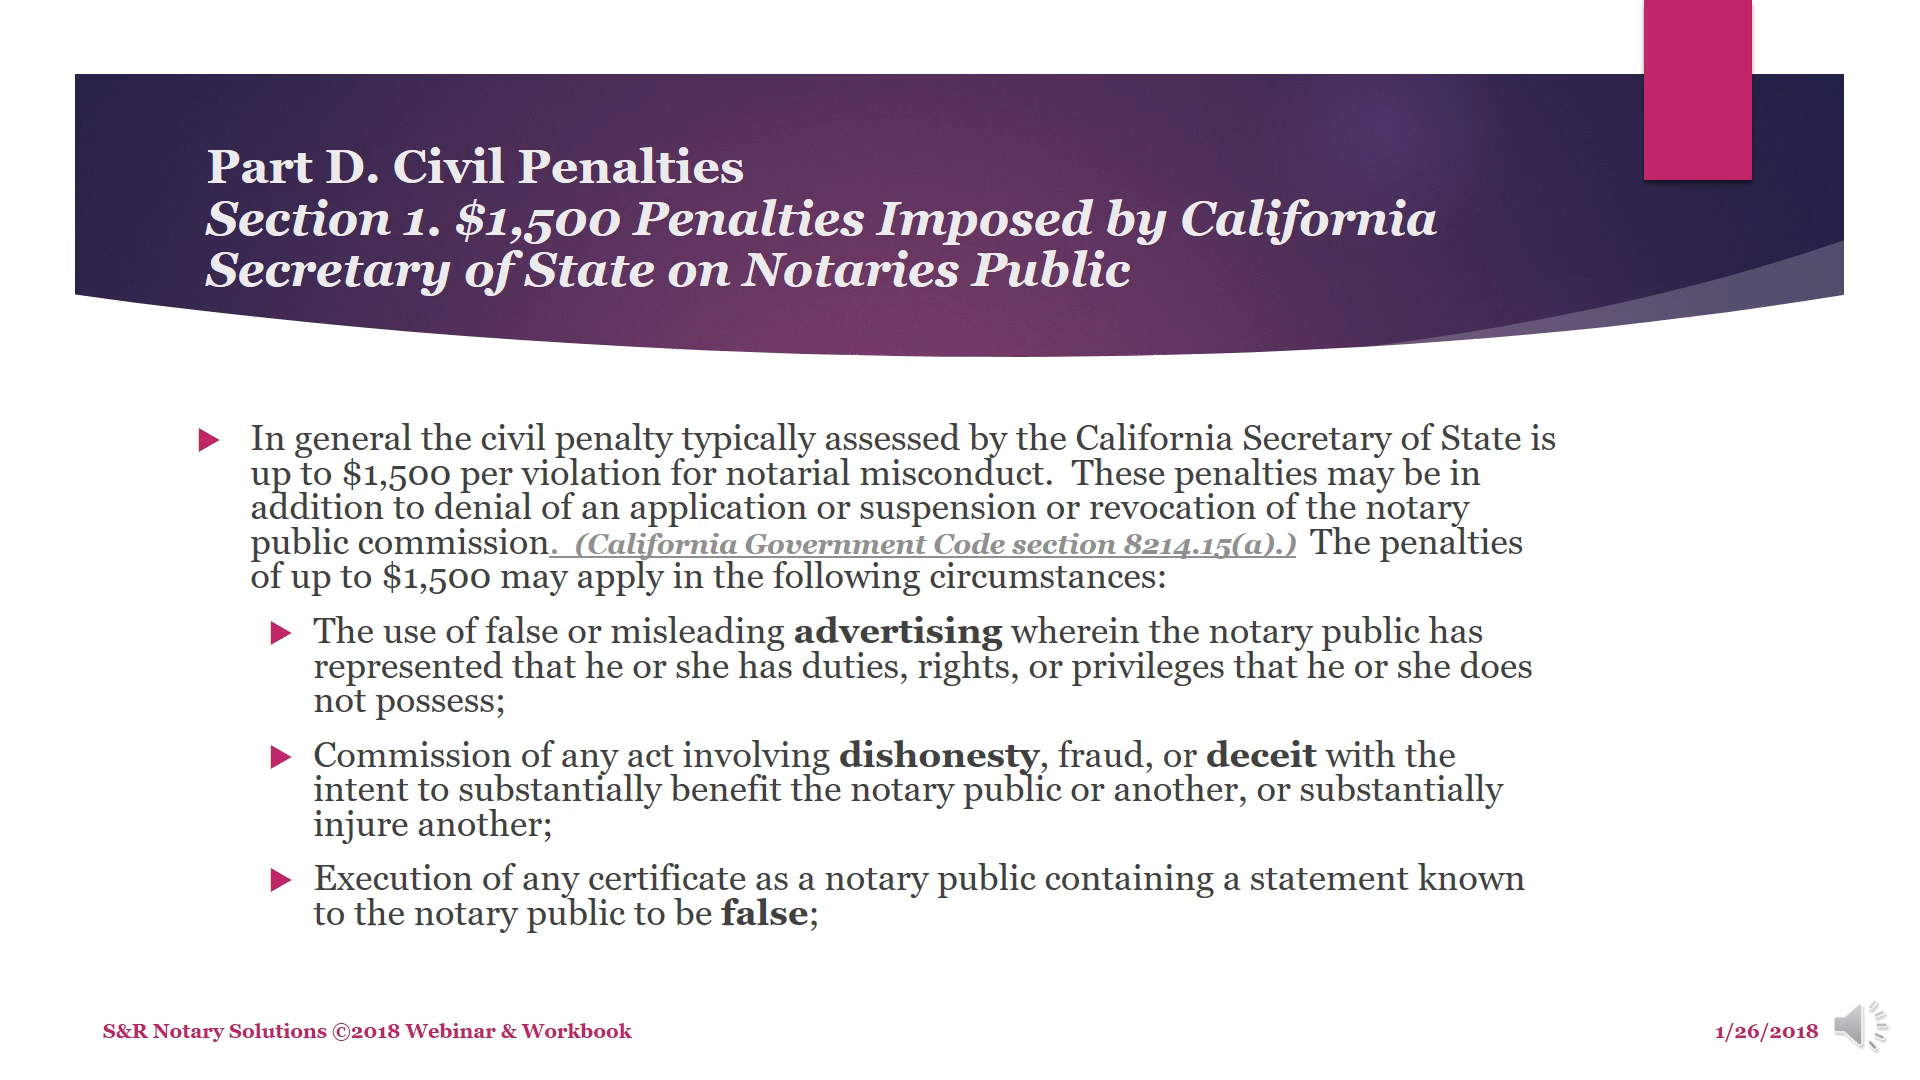 Part D. Civil Penalties
Section 1. $1,500 Penalties Imposed by California
Secretary of State on Notaries Public
In general the civil penalty typically assessed by the California Secretary of State is
up to $1,500 per violation for notarial misconduct.  These penalties may be in
addition to denial of an application or suspension or revocation of the notary
public commission.  (California Government Code section 8214.15(a).)  The penalties
of up to $1,500 may apply in the following circumstances:
The use of false or misleading advertising wherein the notary public has
represented that he or she has duties, rights, or privileges that he or she does
not possess;
Commission of any act involving dishonesty, fraud, or deceit with the
intent to substantially benefit the notary public or another, or substantially
injure another;
Execution of any certificate as a notary public containing a statement known
to the notary public to be false;
S&R Notary Solutions ©2018 Webinar & Workbook
1/26/2018